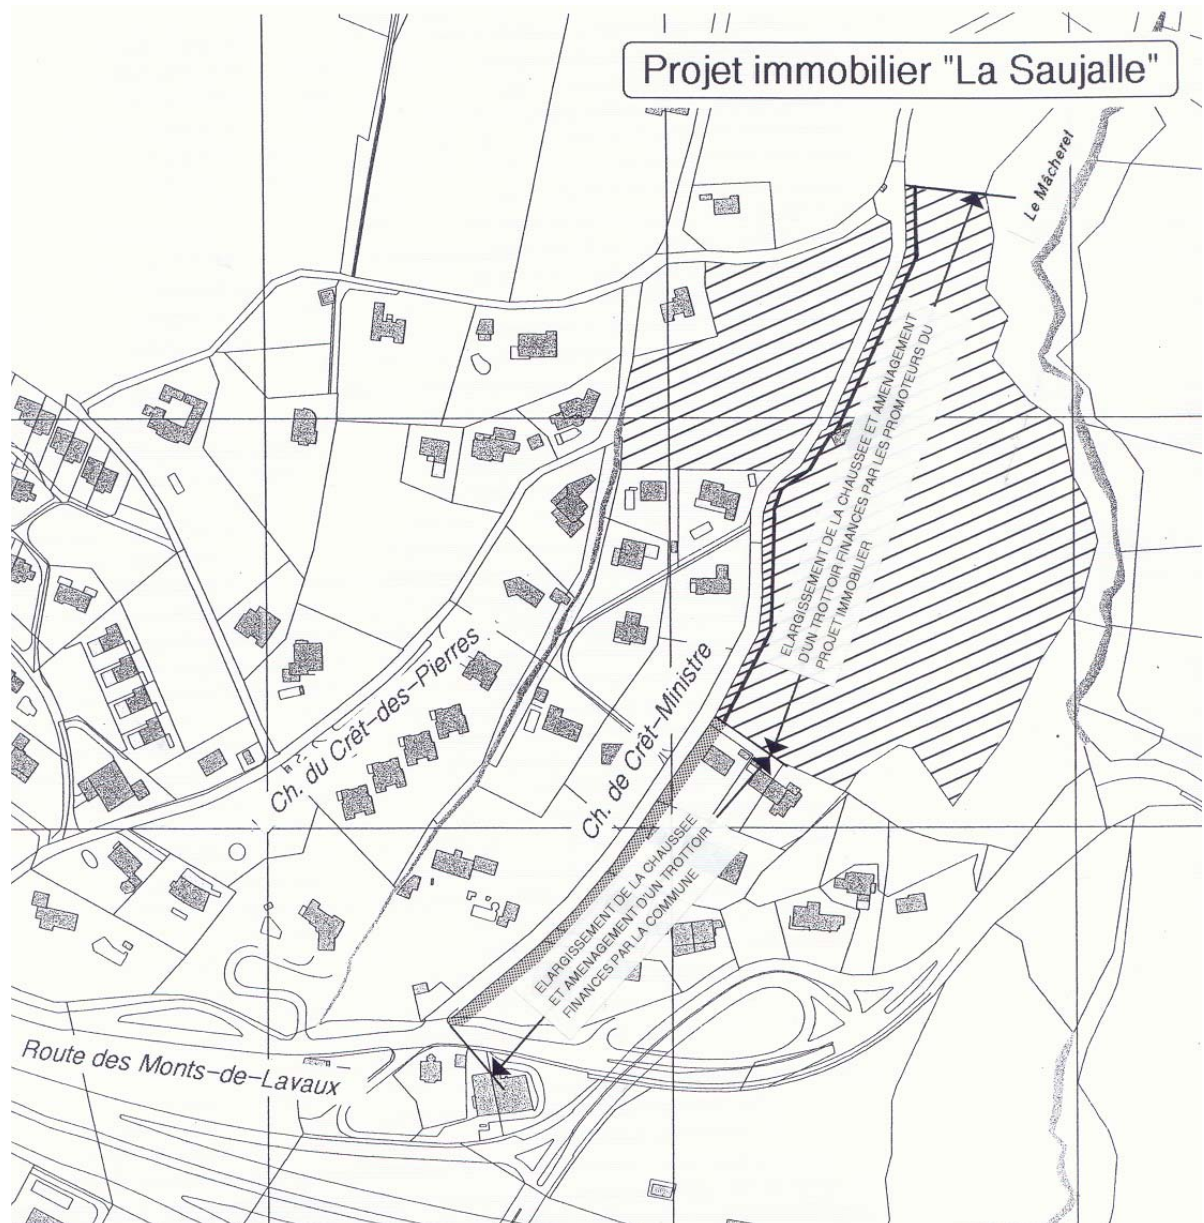 Projet immobilier "La Saujalle"
Le Mâcheret
ELARGISSEMENT DE LA CHAUSSEE ET AMENAGEMENT
D'UN TROTTOIR FINANCES PAR LES PROMOTEURS DU
PROJET IMMOBILIER
Ch. du Crêt-des-Pierres
Ch. de Crêt-Ministre
ELARGISSEMENT DE LA CHAUSSEE
ET AMENAGEMENT D'UN TROTTOIR
FINANCES PAR LA COMMUNE
Route des Monts-de-Lavaux